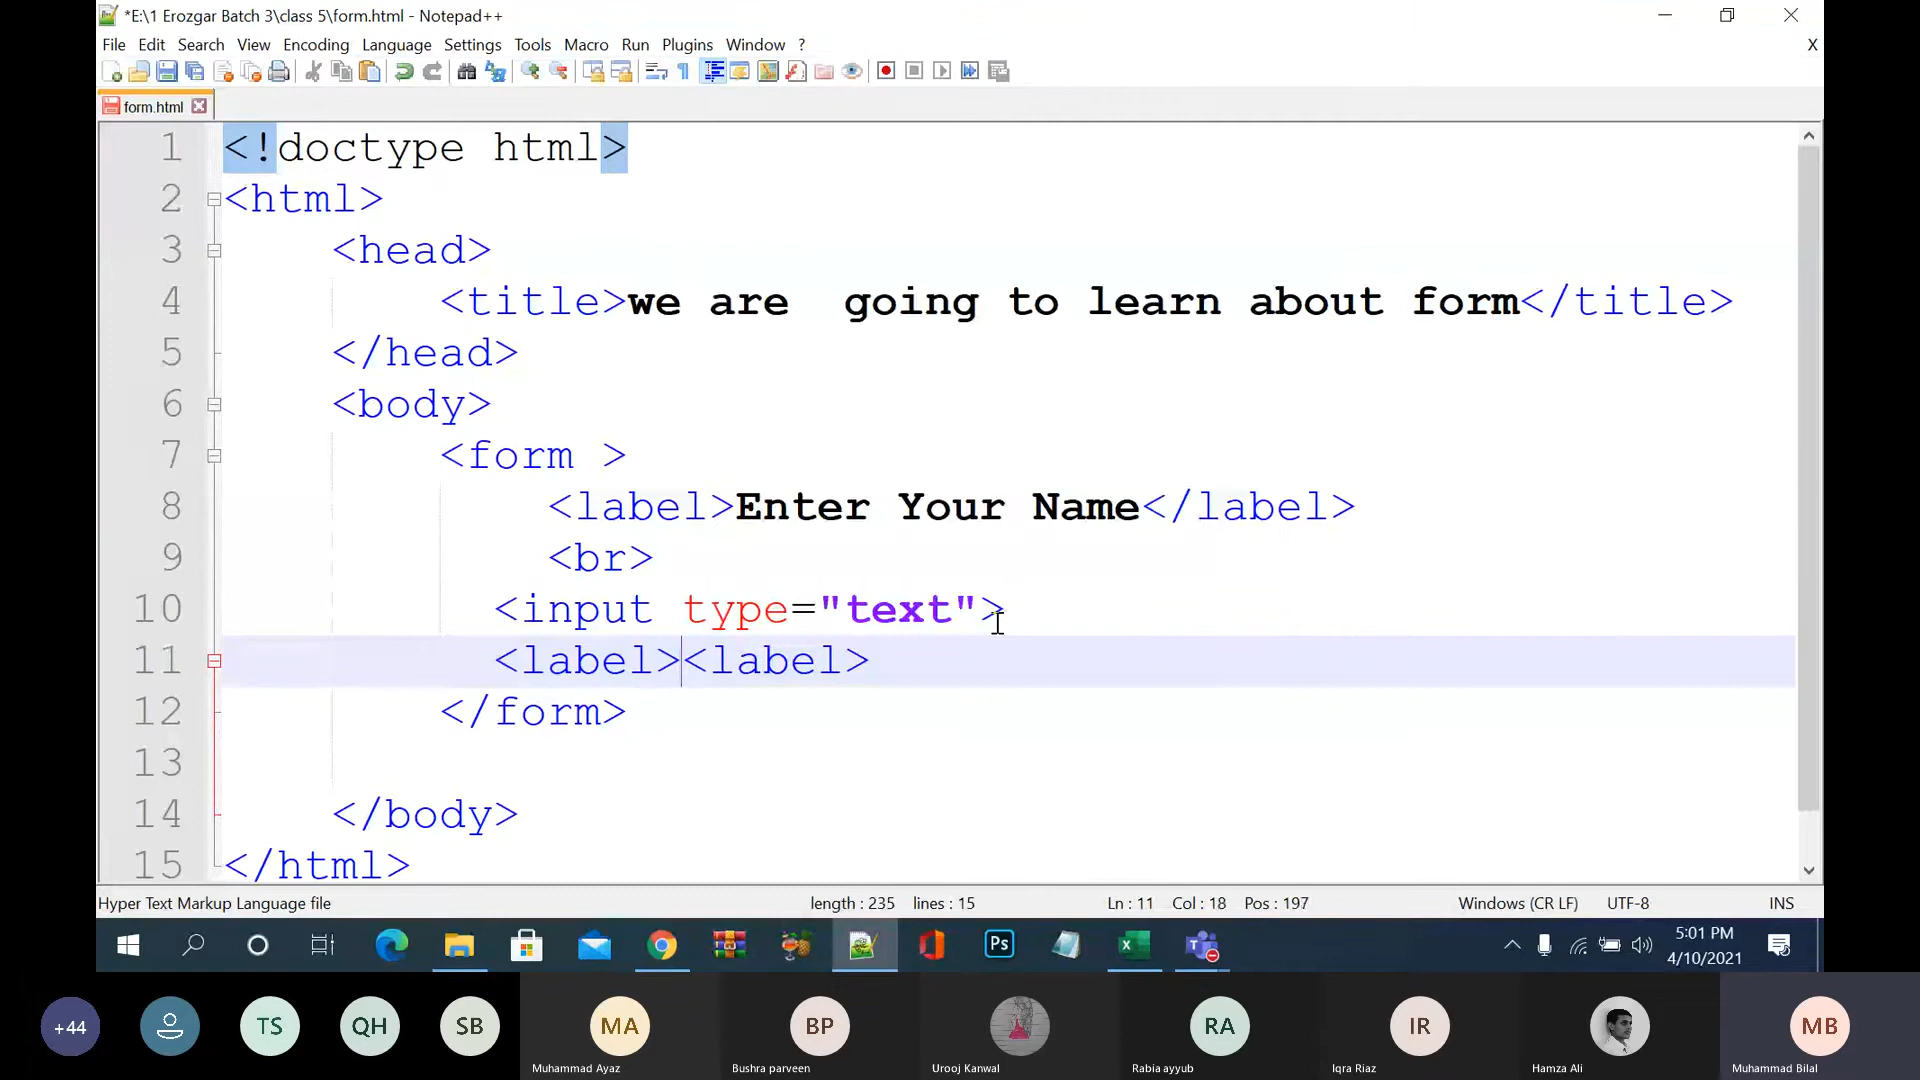 *E:\1 Erozgar Batch 3\class 5\form.html - Notepad++
File Edit Search View Encoding Language Settings Tools Macro Run Plugins Window ? X
form.html
1 <!doctype html>
2 <html>
3 <head>
4 <title>we are  going to learn about form</title>
5 </head>
6 <body>
7 <form >
8 <label>Enter Your Name</label>
9 <br>
10 <input type="text">
11 <label><label>
12 </form>
13
14 </body>
15 </html>
Hyper Text Markup Language file length : 235 lines : 15 Ln : 11 Col : 18 Pos : 197 Windows (CR LF) UTF-8 INS
Ps
5:01 PM
4/10/2021
+44 TS QH SB MA BP RA IR MB
Muhammad Ayaz Bushra parveen Urooj Kanwal Rabia ayyub Iqra Riaz Hamza Ali Muhammad Bilal